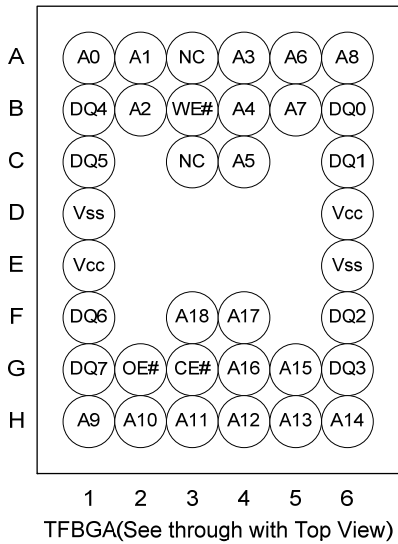 A A0 A1 NC A3 A6 A8
B DQ4 A2 WE# A4 A7 DQ0
C DQ5 NC A5 DQ1
D Vss Vcc
E Vcc Vss
F DQ6 A18 A17 DQ2
G DQ7 OE# CE# A16 A15 DQ3
H A9 A10 A11 A12 A13 A14
1 2 3 4 5 6
TFBGA(See through with Top View)